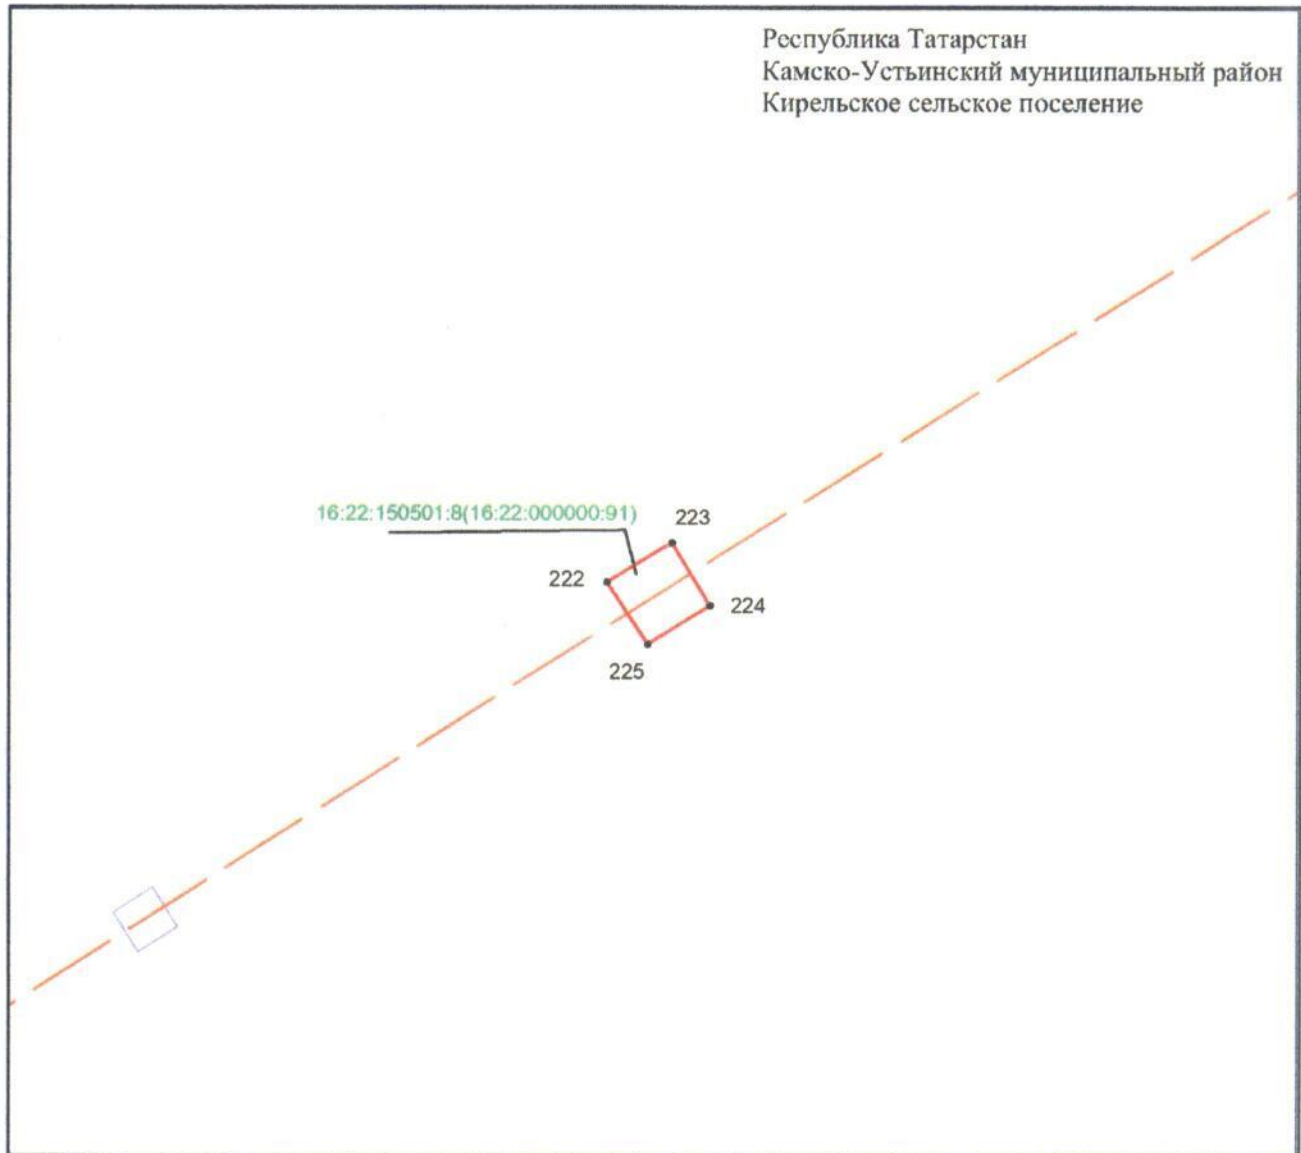 Республика Татарстан
Камско-Устьинский муниципальный район
Кирельское сельское поселение
16:22:150501:8(16:22:000000:91)
223
222
224
225